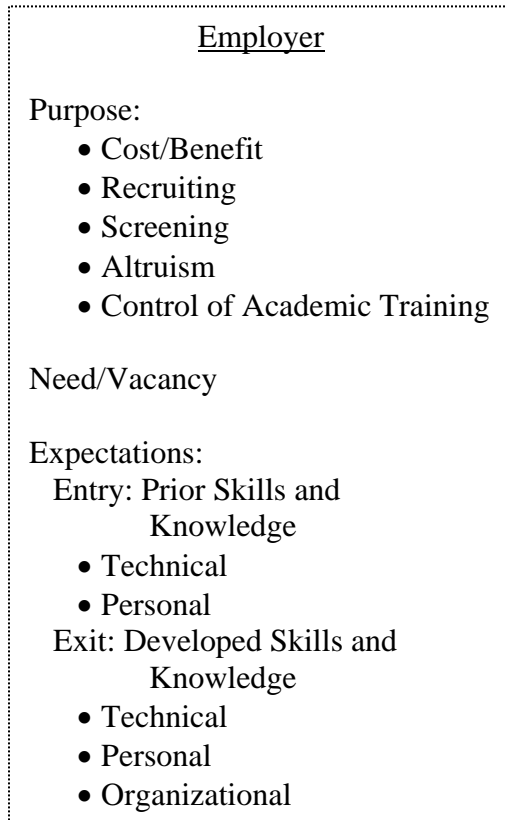 Employer
Purpose:
• Cost/Benefit
• Recruiting
• Screening
• Altruism
• Control of Academic Training
Need/Vacancy
Expectations:
Entry: Prior Skills and
Knowledge
• Technical
• Personal
Exit: Developed Skills and
Knowledge
• Technical
• Personal
• Organizational